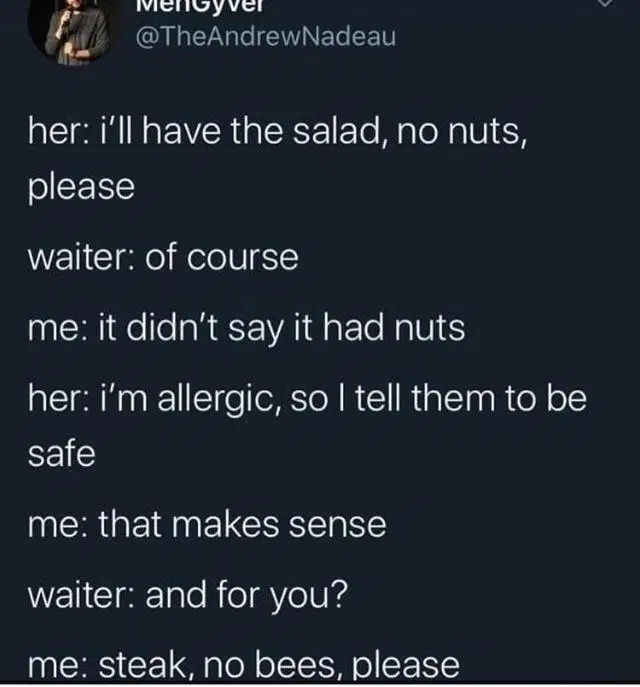 MenGyver
@TheAndrewNadeau
her: i'll have the salad, no nuts,
please
waiter: of course
me: it didn't say it had nuts
her: i'm allergic, so I tell them to be
safe
me: that makes sense
waiter: and for you?
me: steak, no bees, please